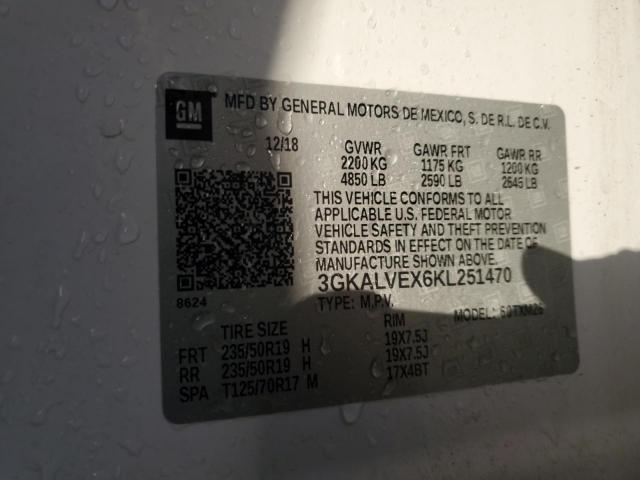 GM
MFD BY GENERAL MOTORS DE MEXICO, S. DE R.L. DE C.V.
12/18 GVWR GAWR FRT GAWR RR
2200 KG 1175 KG 1200 KG
4850 LB 2590 LB 2645 LB
THIS VEHICLE CONFORMS TO ALL
APPLICABLE U.S. FEDERAL MOTOR
VEHICLE SAFETY AND THEFT PREVENTION
STANDARDS IN EFFECT ON THE DATE OF
MANUFACTURE SHOWN ABOVE.
8624 3GKALVEX6KL251470
TYPE: M.P.V. MODEL:
TIRE SIZE RIM
FRT 235/50R19 H 19X7.5J
RR 235/50R19 H 19X7.5J
SPA T125/70R17 M 17X4BT